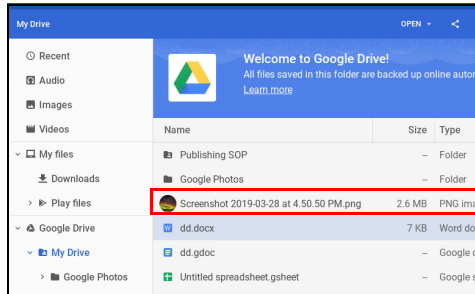 My Drive
OPEN
Recent
Audio
Images
Videos
My files
Downloads
Play files
Google Drive
My Drive
Google Photos
Welcome to Google Drive!
All files saved in this folder are backed up online
Learn more
Name Size Type
Publishing SOP – Folder
Google Photos – Folder
Screenshot 2019-03-28 at 4.50.50 PM.png 2.6 MB PNG
dd.docx 7 KB Word
dd.gdoc – Google
Untitled spreadsheet.gsheet – Google